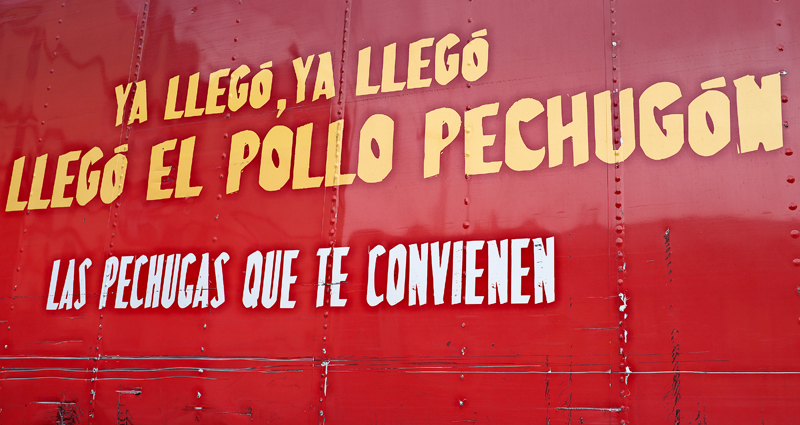 YA LLEGÓ, YA LLEGÓ
LLEGÓ EL POLLO PECHUGÓN
LAS PECHUGAS QUE TE CONVIENEN